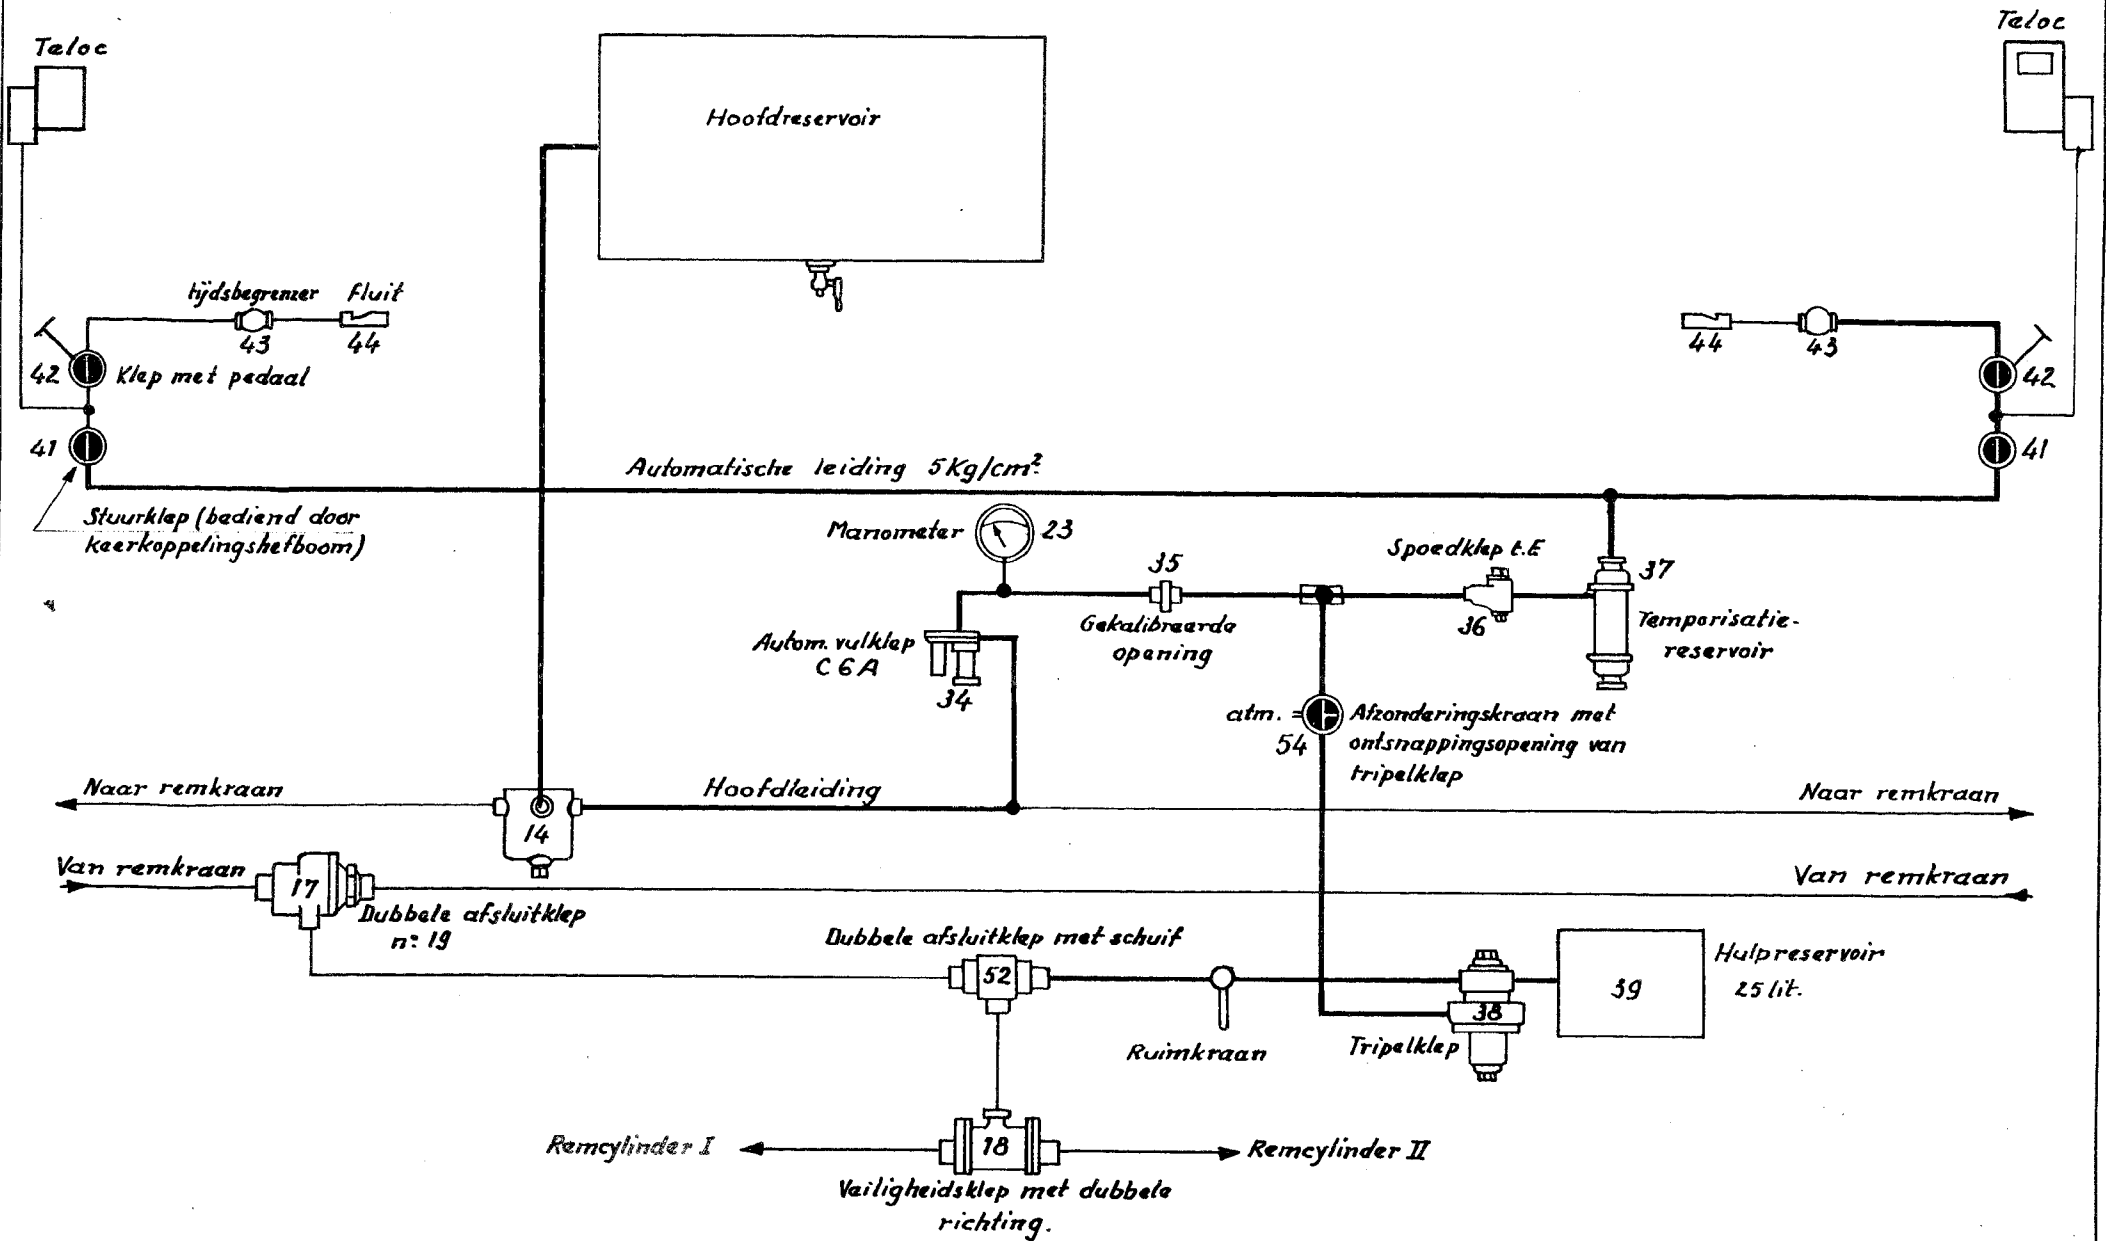 Teloc
Teloc
Hoofdreservoir
tijdsbegrenzer
fluit
43
44
42
Klep met pedaal
41
44
43
42
41
Automatische leiding 5Kg/cm²
Stuurklep (bediend door
keerkoppelingshefboom)
Manometer
23
35
Gekalibreerde
opening
Spoedklep t.E
36
37
Temporisatie-
reservoir
Autom. vulklep
C 6 A
34
atm. =
54
Afzonderingskraan met
ontsnappingsopening van
tripelklep
Naar remkraan
Hoofdleiding
Naar remkraan
14
Van remkraan
17
Van remkraan
Dubbele afsluitklep
n° 19
Dubbele afsluitklep met schuif
52
Ruimkraan
38
Tripelklep
39
Hulpreservoir
25 lit.
Remcylinder I
18
Remcylinder II
Veiligheidsklep met dubbele
richting.